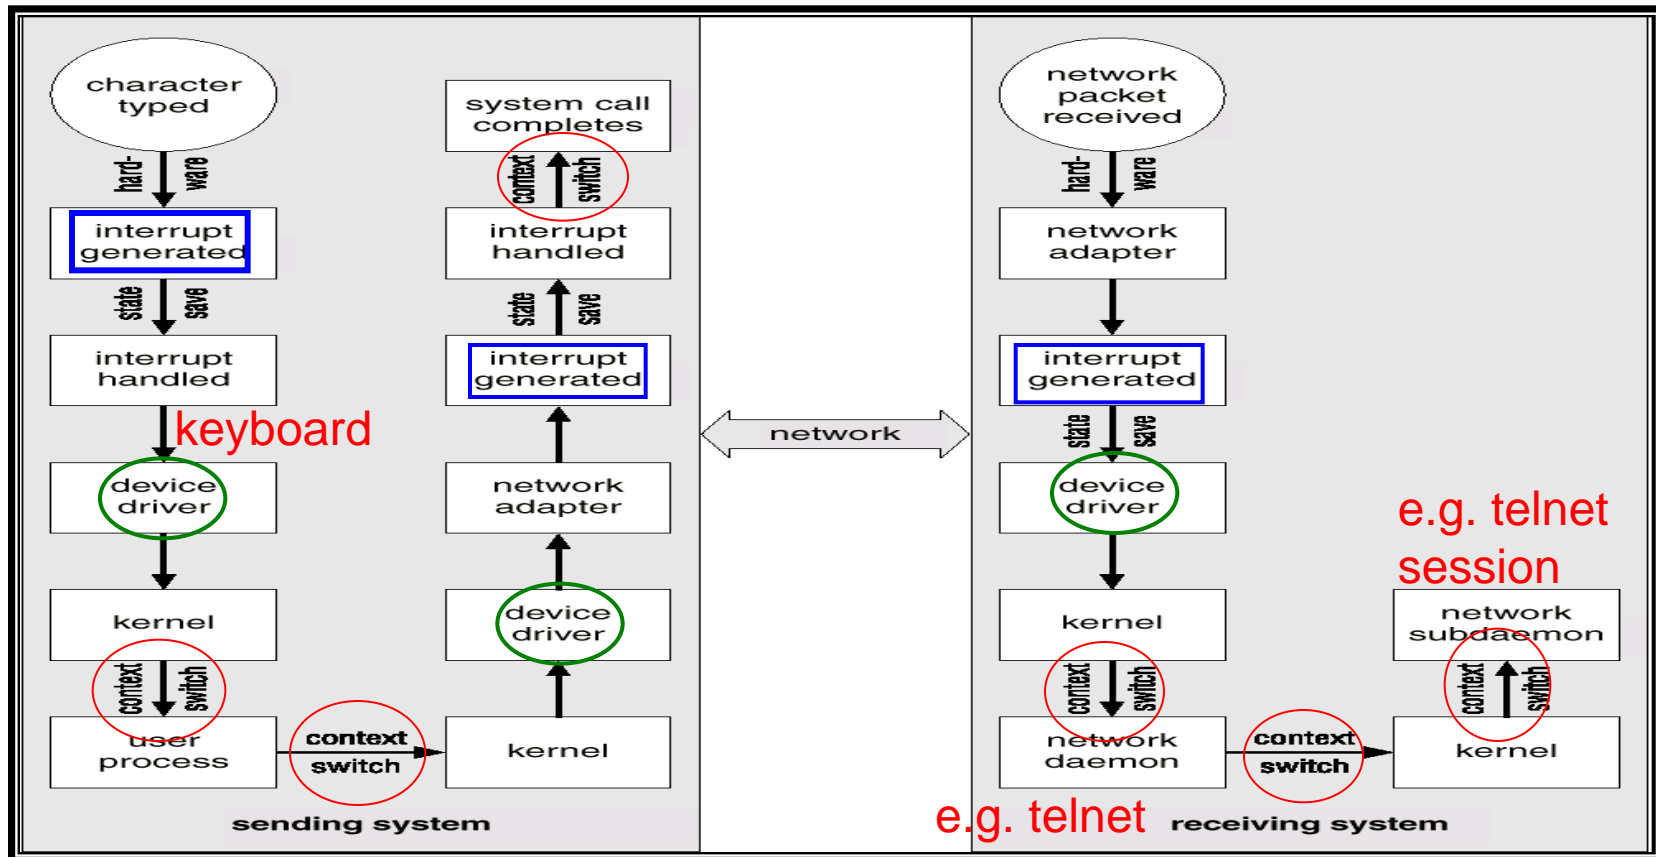 character
typed
hard-
ware
interrupt
generated
state
save
interrupt
handled
keyboard
device
driver
kernel
context
switch
user
process
context
switch
kernel
device
driver
network
adapter
interrupt
generated
state
save
interrupt
handled
context
switch
system call
completes
sending system
network
network
packet
received
hard-
ware
network
adapter
interrupt
generated
state
save
device
driver
kernel
context
switch
network
daemon
e.g. telnet
context
switch
kernel
context
switch
network
subdaemon
e.g. telnet
session
receiving system